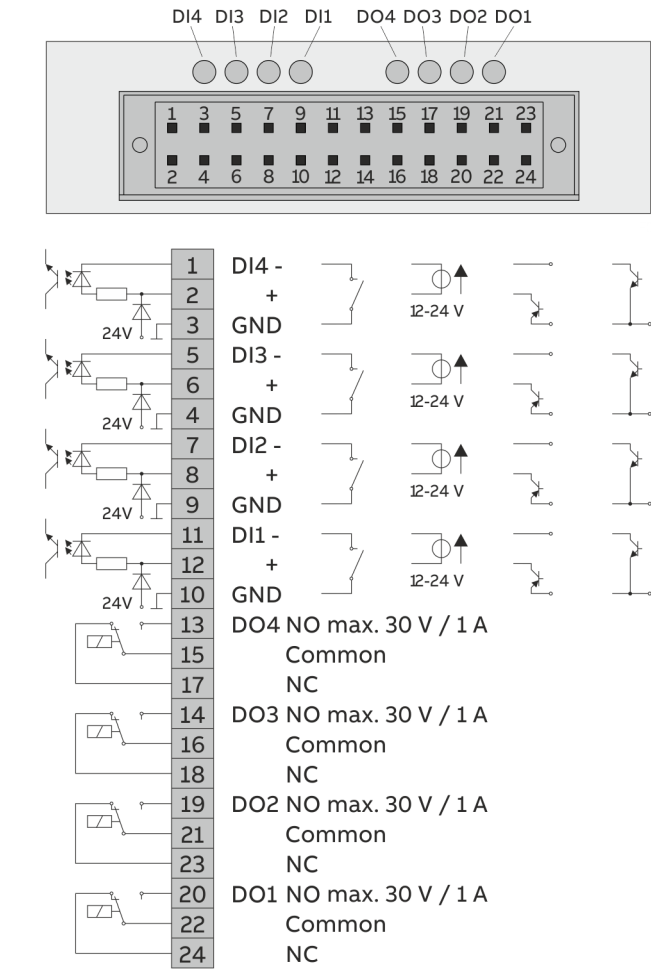 DI4 DI3 DI2 DI1 DO4 DO3 DO2 DO1
1 3 5 7 9 11 13 15 17 19 21 23
2 4 6 8 10 12 14 16 18 20 22 24
1 DI4 -
2 + 12-24 V
3 GND
24V
5 DI3 -
6 + 12-24 V
4 GND
24V
7 DI2 -
8 + 12-24 V
9 GND
24V
11 DI1 -
12 + 12-24 V
10 GND
24V
13 DO4 NO max. 30 V / 1 A
15 Common
17 NC
14 DO3 NO max. 30 V / 1 A
16 Common
18 NC
19 DO2 NO max. 30 V / 1 A
21 Common
23 NC
20 DO1 NO max. 30 V / 1 A
22 Common
24 NC